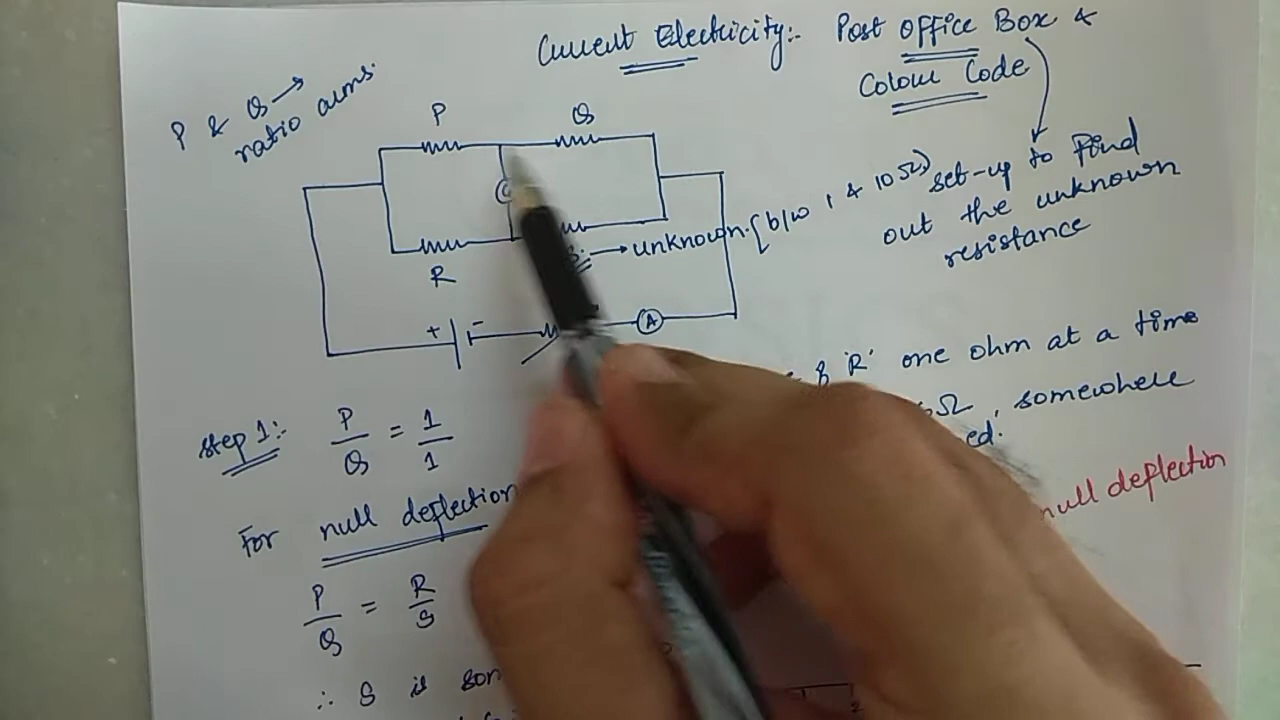 Current Electricity:- Post Office Box &
Colour Code
P & Q →
ratio arms.
P
Q
set-up to find
out the unknown
resistance
→ unknown. {b/w 1 & 10 Ω)
R
+ -
A
'R' one ohm at a time
Ω, somewhere
step 1:- P/Q = 1/1
null deflection
For null deflection
P/Q = R/S
∴ S is